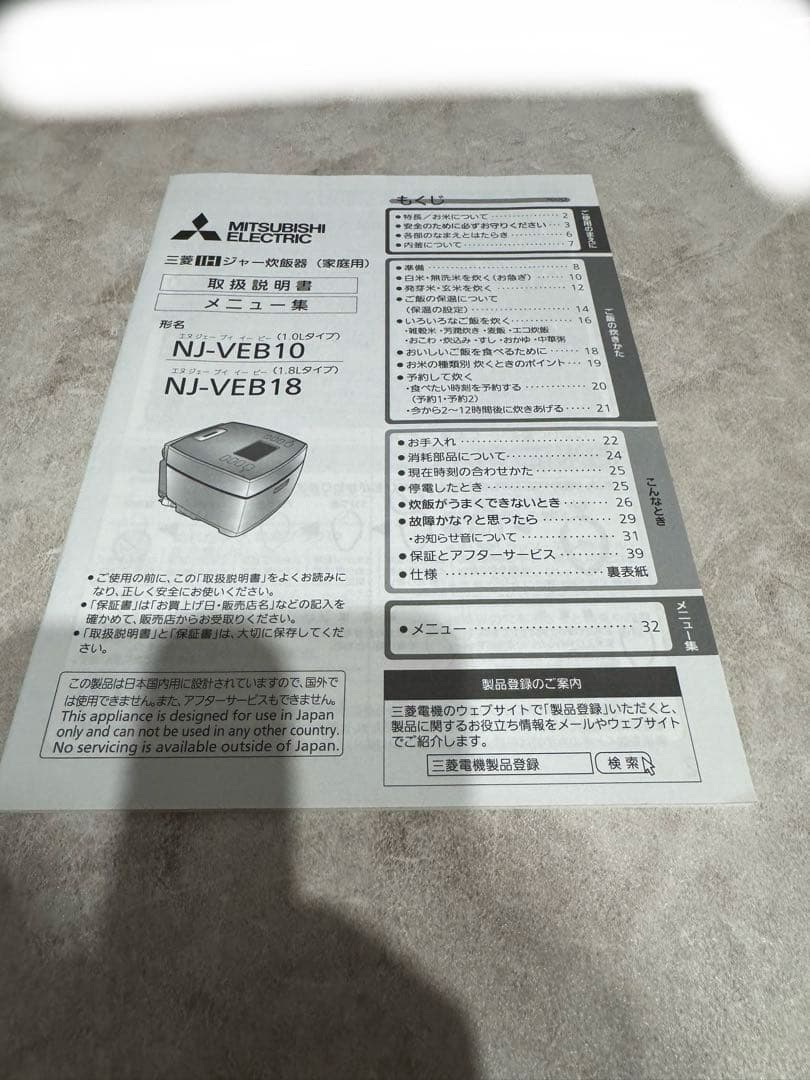 MITSUBISHI
ELECTRIC
三菱IHジャー炊飯器（家庭用）
取扱説明書
メニュー集
形名
エヌ ジェー ブイ イー ビー
NJ-VEB10（1.0Lタイプ）
エヌ ジェー ブイ イー ビー
NJ-VEB18（1.8Lタイプ）
●ご使用の前に、この「取扱説明書」をよくお読みに
なり、正しく安全にお使いください。
●「保証書」は「お買上げ日・販売店名」などの記入を
確かめて、販売店からお受取りください。
●「取扱説明書」と「保証書」は、大切に保存してくだ
さい。
この製品は日本国内用に設計されていますので、国外で
は使用できません。また、アフターサービスもできません。
This appliance is designed for use in Japan
only and can not be used in any other country.
No servicing is available outside of Japan.
もくじ
ご使用のまえに
●特長／お米について 2
●安全のために必ずお守りください 3
●各部のなまえとはたらき 6
●内釜について 7
ご飯の炊きかた
●準備 8
●白米・無洗米を炊く（お急ぎ） 10
●発芽米・玄米を炊く 12
●ご飯の保温について
（保温の設定） 14
●いろいろなご飯を炊く 16
・雑穀米・芳潤炊き・麦飯・エコ炊飯
・おこわ・炊込み・すし・おかゆ・中華粥
●おいしいご飯を食べるために 18
●お米の種類別 炊くときのポイント 19
●予約して炊く
・食べたい時刻を予約する 20
（予約1・予約2）
・今から2〜12時間後に炊きあげる 21
こんなとき
●お手入れ 22
●消耗部品について 24
●現在時刻の合わせかた 25
●停電したとき 25
●炊飯がうまくできないとき 26
●故障かな？と思ったら 29
・お知らせ音について 31
●保証とアフターサービス 39
●仕様 裏表紙
メニュー集
●メニュー 32
製品登録のご案内
三菱電機のウェブサイトで「製品登録」いただくと、
製品に関するお役立ち情報をメールやウェブサイト
でご紹介します。
三菱電機製品登録 検索